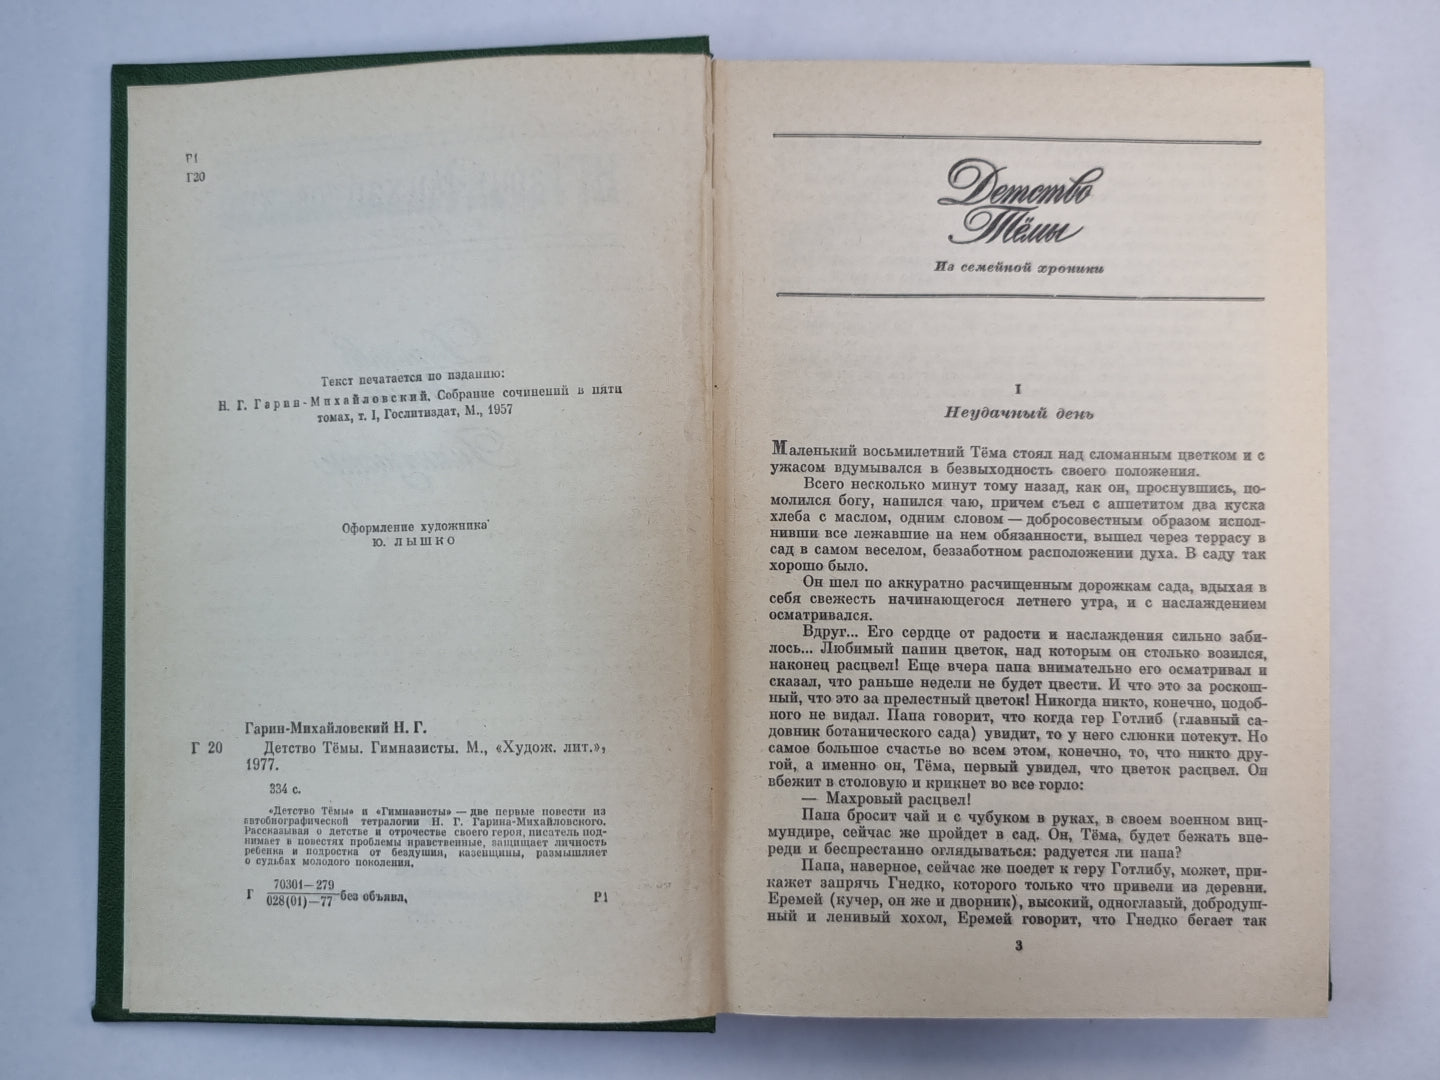 Р1
Г20
Текст печатается по изданию:
Н. Г. Гарин-Михайловский. Собрание сочинений в пяти
томах, т. I, Гослитиздат, М., 1957
Оформление художника
Ю. ЛЫШКО
Гарин-Михайловский Н. Г.
Г 20 Детство Тёмы. Гимназисты. М., «Худож. лит.»,
1977.
334 с.
«Детство Тёмы» и «Гимназисты» — две первые повести из
автобиографической тетралогии Н. Г. Гарина-Михайловского.
Рассказывая о детстве и отрочестве своего героя, писатель под-
нимает в повестях проблемы нравственные, защищает личность
ребенка и подростка от бездушия, казенщины, размышляет
о судьбах молодого поколения.
70301—279
Г 028(01)—77 без объявл,
Р1
Детство
Тёмы
Из семейной хроники
I
Неудачный день
Маленький восьмилетний Тёма стоял над сломанным цветком и с
ужасом вдумывался в безвыходность своего положения.
Всего несколько минут тому назад, как он, проснувшись, по-
молился богу, напился чаю, причем съел с аппетитом два куска
хлеба с маслом, одним словом — добросовестным образом испол-
нивши все лежавшие на нем обязанности, вышел через террасу в
сад в самом веселом, беззаботном расположении духа. В саду так
хорошо было.
Он шел по аккуратно расчищенным дорожкам сада, вдыхая в
себя свежесть начинающегося летнего утра, и с наслаждением
осматривался.
Вдруг... Его сердце от радости и наслаждения сильно заби-
лось... Любимый папин цветок, над которым он столько возился,
наконец расцвел! Еще вчера папа внимательно его осматривал и
сказал, что раньше недели не будет цвести. И что это за роскош-
ный, что это за прелестный цветок! Никогда никто, конечно, подоб-
ного не видал. Папа говорит, что когда гер Готлиб (главный са-
довник ботанического сада) увидит, то у него слюнки потекут. Но
самое большое счастье во всем этом, конечно, то, что никто дру-
гой, а именно он, Тёма, первый увидел, что цветок расцвел. Он
вбежит в столовую и крикнет во все горло:
— Махровый расцвел!
Папа бросит чай и с чубуком в руках, в своем военном виц-
мундире, сейчас же пройдет в сад. Он, Тёма, будет бежать впе-
реди и беспрестанно оглядываться: радуется ли папа?
Папа, наверное, сейчас же поедет к геру Готлибу, может, при-
кажет запрячь Гнедко, которого только что привели из деревни.
Еремей (кучер, он же и дворник), высокий, одноглазый, добродуш-
ный и ленивый хохол, Еремей говорит, что Гнедко бегает так
3